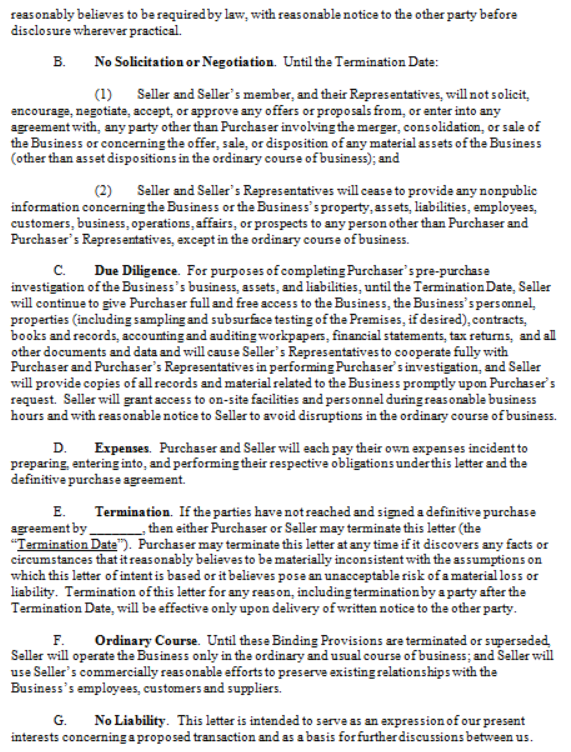 reasonably believes to be required by law, with reasonable notice to the other party before
disclosure wherever practical.
B. No Solicitation or Negotiation. Until the Termination Date:
(1) Seller and Seller's member, and their Representatives, will not solicit,
encourage, negotiate, accept, or approve any offers or proposals from, or enter into any
agreement with, any party other than Purchaser involving the merger, consolidation, or sale of
the Business or concerning the offer, sale, or disposition of any material assets of the Business
(other than asset dispositions in the ordinary course of business); and
(2) Seller and Seller's Representatives will cease to provide any nonpublic
information concerning the Business or the Business's property, assets, liabilities, employees,
customers, business, operations, affairs, or prospects to any person other than Purchaser and
Purchaser's Representatives, except in the ordinary course of business.
C. Due Diligence. For purposes of completing Purchaser's pre-purchase
investigation of the Business's business, assets, and liabilities, until the Termination Date, Seller
will continue to give Purchaser full and free access to the Business, the Business's personnel,
properties (including sampling and subsurface testing of the Premises, if desired), contracts,
books and records, accounting and auditing workpapers, financial statements, tax returns, and all
other documents and data and will cause Seller's Representatives to cooperate fully with
Purchaser and Purchaser's Representatives in performing Purchaser's investigation, and Seller
will provide copies of all records and material related to the Business promptly upon Purchaser's
request. Seller will grant access to on-site facilities and personnel during reasonable business
hours and with reasonable notice to Seller to avoid disruptions in the ordinary course of business.
D. Expenses. Purchaser and Seller will each pay their own expenses incident to
preparing, entering into, and performing their respective obligations under this letter and the
definitive purchase agreement.
E. Termination. If the parties have not reached and signed a definitive purchase
agreement by ________, then either Purchaser or Seller may terminate this letter (the
"Termination Date"). Purchaser may terminate this letter at any time if it discovers any facts or
circumstances that it reasonably believes to be materially inconsistent with the assumptions on
which this letter of intent is based or it believes pose an unacceptable risk of a material loss or
liability. Termination of this letter for any reason, including termination by a party after the
Termination Date, will be effective only upon delivery of written notice to the other party.
F. Ordinary Course. Until these Binding Provisions are terminated or superseded,
Seller will operate the Business only in the ordinary and usual course of business; and Seller will
use Seller's commercially reasonable efforts to preserve existing relationships with the
Business's employees, customers and suppliers.
G. No Liability. This letter is intended to serve as an expression of our present
interests concerning a proposed transaction and as a basis for further discussions between us.